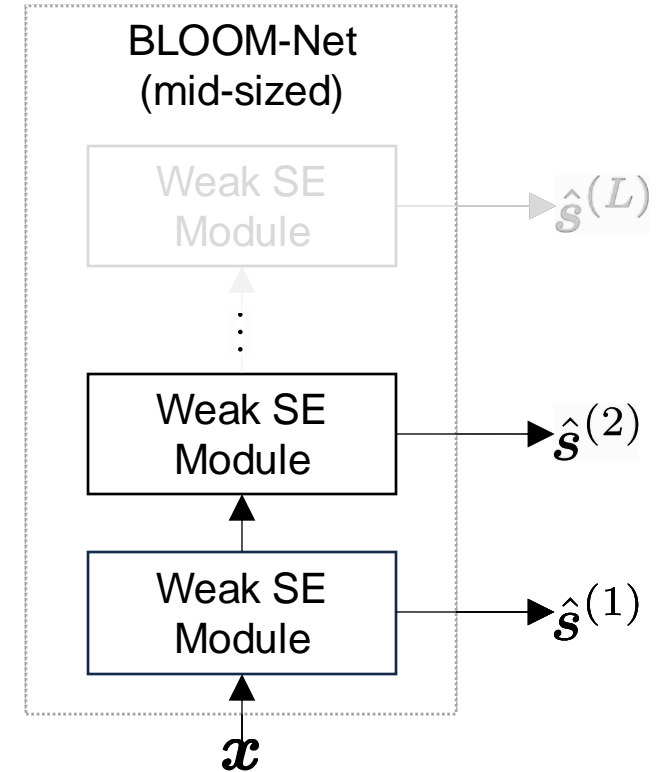 BLOOM-Net
(mid-sized)
Weak SE
Module
ŝ^(L)
⋮
Weak SE
Module
ŝ^(2)
Weak SE
Module
ŝ^(1)
x